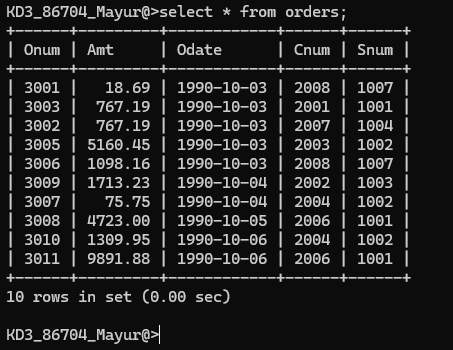 KD3_86704_Mayur@>select * from orders;
+------+---------+------------+------+------+
| Onum | Amt     | Odate      | Cnum | Snum |
+------+---------+------------+------+------+
| 3001 |   18.69 | 1990-10-03 | 2008 | 1007 |
| 3003 |  767.19 | 1990-10-03 | 2001 | 1001 |
| 3002 |  767.19 | 1990-10-03 | 2007 | 1004 |
| 3005 | 5160.45 | 1990-10-03 | 2003 | 1002 |
| 3006 | 1098.16 | 1990-10-03 | 2008 | 1007 |
| 3009 | 1713.23 | 1990-10-04 | 2002 | 1003 |
| 3007 |   75.75 | 1990-10-04 | 2004 | 1002 |
| 3008 | 4723.00 | 1990-10-05 | 2006 | 1001 |
| 3010 | 1309.95 | 1990-10-06 | 2004 | 1002 |
| 3011 | 9891.88 | 1990-10-06 | 2006 | 1001 |
+------+---------+------------+------+------+
10 rows in set (0.00 sec)
KD3_86704_Mayur@>